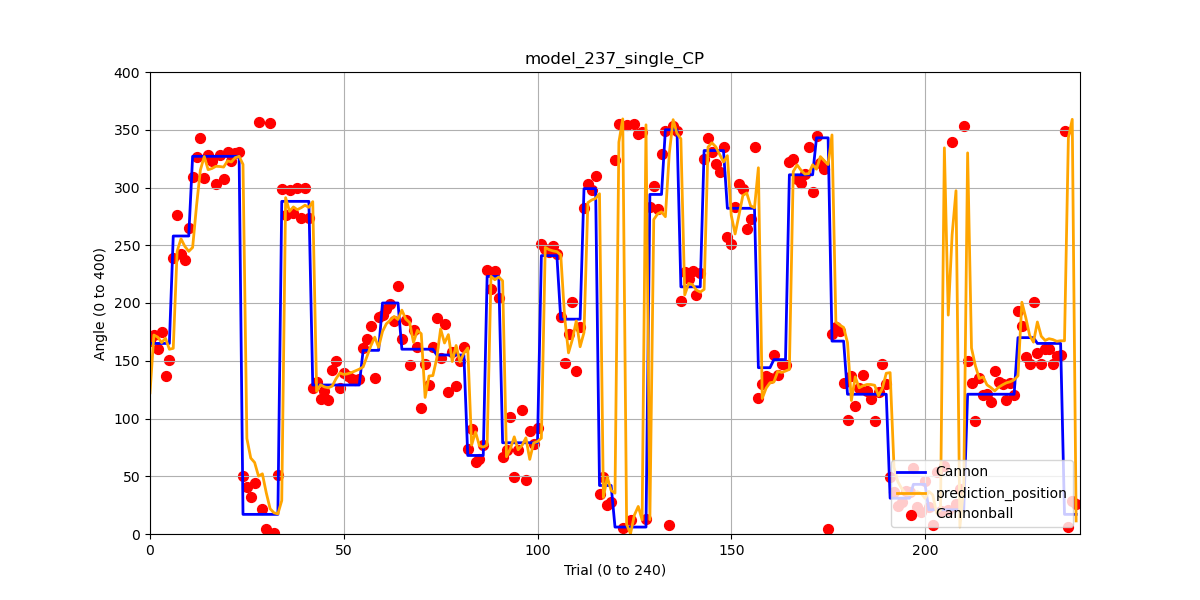 model_237_single_CP
400
350
300
250
200
150
100
50
0
Angle (0 to 400)
0 50 100 150 200
Trial (0 to 240)
Cannon
prediction_position
Cannonball